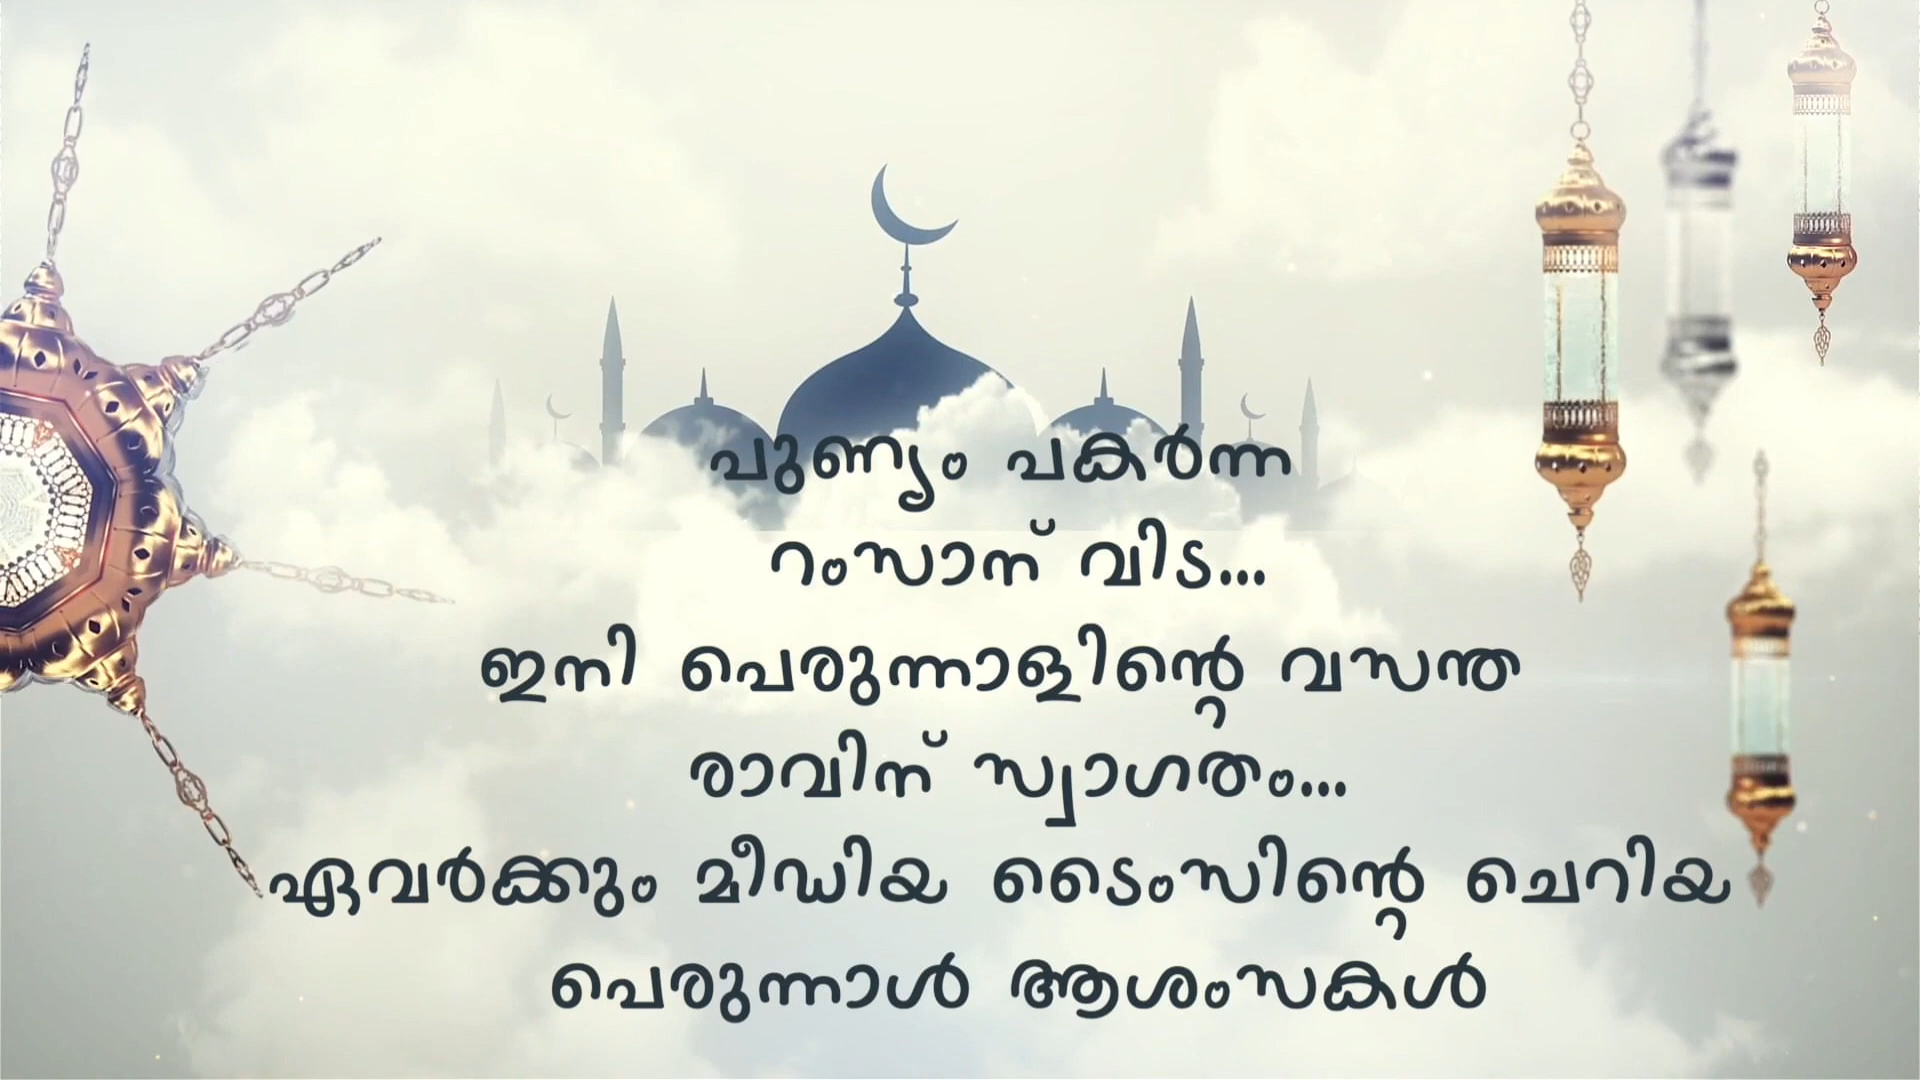 പുണ്യം പകർന്ന
റംസാന് വിട...
ഇനി പെരുന്നാളിന്റെ വസന്ത
രാവിന് സ്വാഗതം...
ഏവർക്കും മീഡിയ ടൈംസിന്റെ ചെറിയ
പെരുന്നാൾ ആശംസകൾ